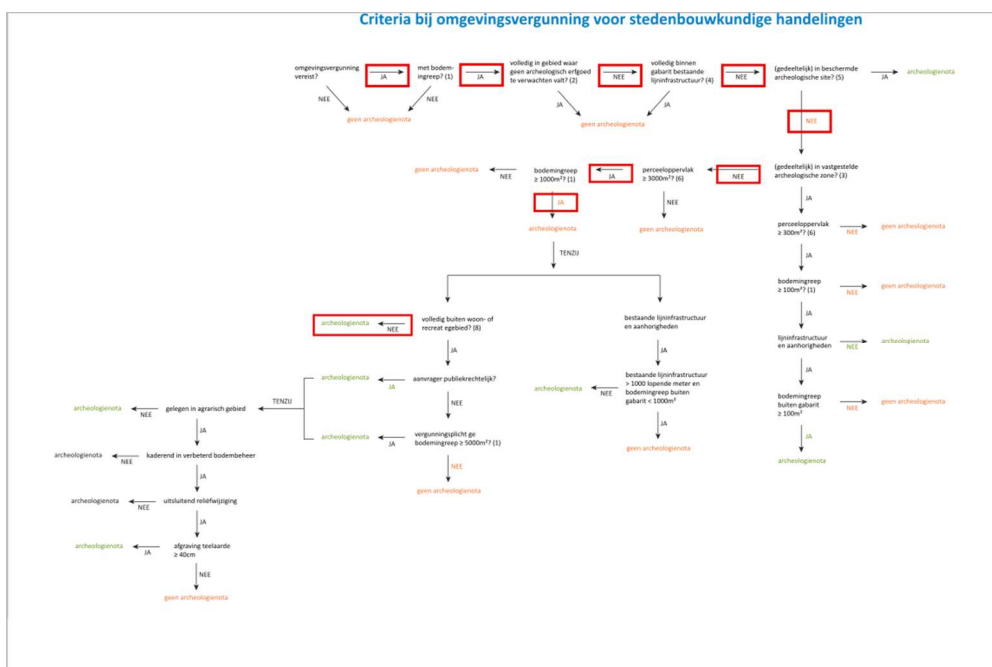 Criteria bij omgevingsvergunning voor stedenbouwkundige handelingen
omgevingsvergunning
vereist?
JA
met bodem-
ingreep? (1)
JA
volledig in gebied waar
geen archeologisch erfgoed
te verwachten valt? (2)
NEE
volledig binnen
gabarit bestaande
lijninfrastructuur? (4)
NEE
(gedeeltelijk) in beschermde
archeologische site? (5)
JA
archeologienota
NEE
NEE
JA
JA
NEE
geen archeologienota
geen archeologienota
geen archeologienota
NEE
bodemingreep
≥ 1000m²? (1)
JA
perceeloppervlak
≥ 3000m²? (6)
NEE
(gedeeltelijk) in vastgestelde
archeologische zone? (3)
JA
NEE
JA
archeologienota
geen archeologienota
perceeloppervlak
≥ 300m²? (6)
NEE
geen archeologienota
TENZIJ
JA
bodemingreep
≥ 100m²? (1)
NEE
geen archeologienota
JA
archeologienota
NEE
volledig buiten woon- of
recreat egebied? (8)
bestaande lijninfrastructuur
en aanhorigheden
lijninfrastructuur
en aanhorigheden
NEE
archeologienota
JA
JA
JA
archeologienota
JA
aanvrager publiekrechtelijk?
archeologienota
NEE
bestaande lijninfrastructuur
> 1000 lopende meter en
bodemingreep buiten
gabarit < 1000m²
bodemingreep
buiten gabarit
≥ 100m²
NEE
geen archeologienota
TENZIJ
archeologienota
NEE
gelegen in agrarisch gebied
NEE
JA
JA
JA
archeologienota
JA
vergunningsplicht ge
bodemingreep ≥ 5000m²? (1)
geen archeologienota
archeologienota
archeologienota
NEE
kaderend in verbeterd bodembeheer
NEE
JA
geen archeologienota
archeologienota
NEE
uitsluitend reliëfwijziging
JA
archeologienota
JA
afgraving teelaarde
≥ 40cm
NEE
geen archeologienota